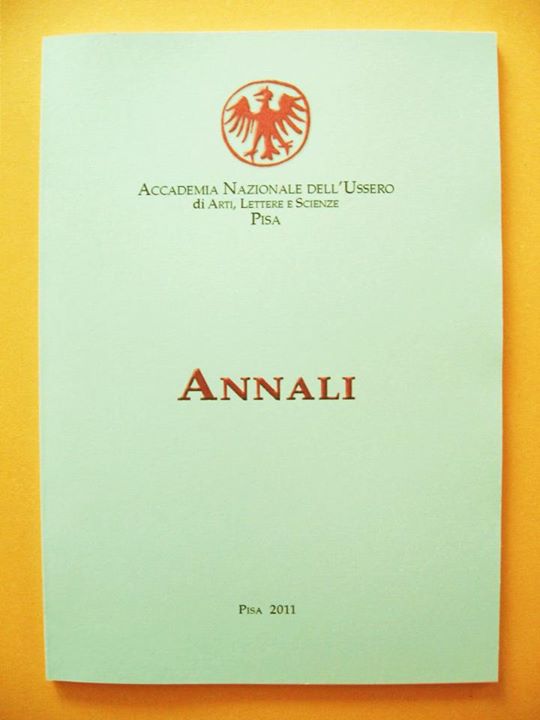 ACCADEMIA NAZIONALE DELL'USSERO
di ARTI, LETTERE E SCIENZE
PISA
ANNALI
PISA 2011